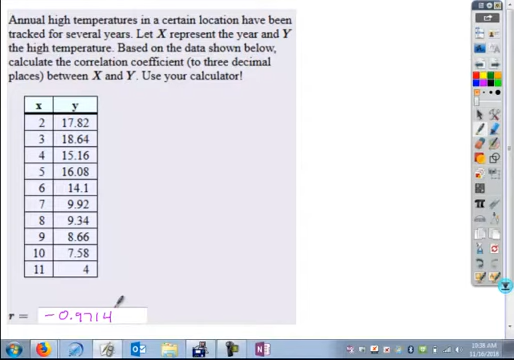 Annual high temperatures in a certain location have been
tracked for several years. Let X represent the year and Y
the high temperature. Based on the data shown below,
calculate the correlation coefficient (to three decimal
places) between X and Y. Use your calculator!
x y
2 17.82
3 18.64
4 15.16
5 16.08
6 14.1
7 9.92
8 9.34
9 8.66
10 7.58
11 4
r = -0.9714
10:38 AM
11/16/2018